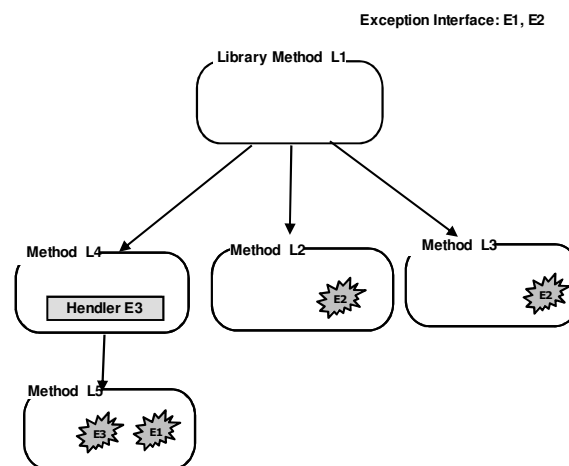 Exception Interface: E1, E2
Library Method L1
Method L4
Method L2
Method L3
Hendler E3
E2
E2
Method L5
E3
E1